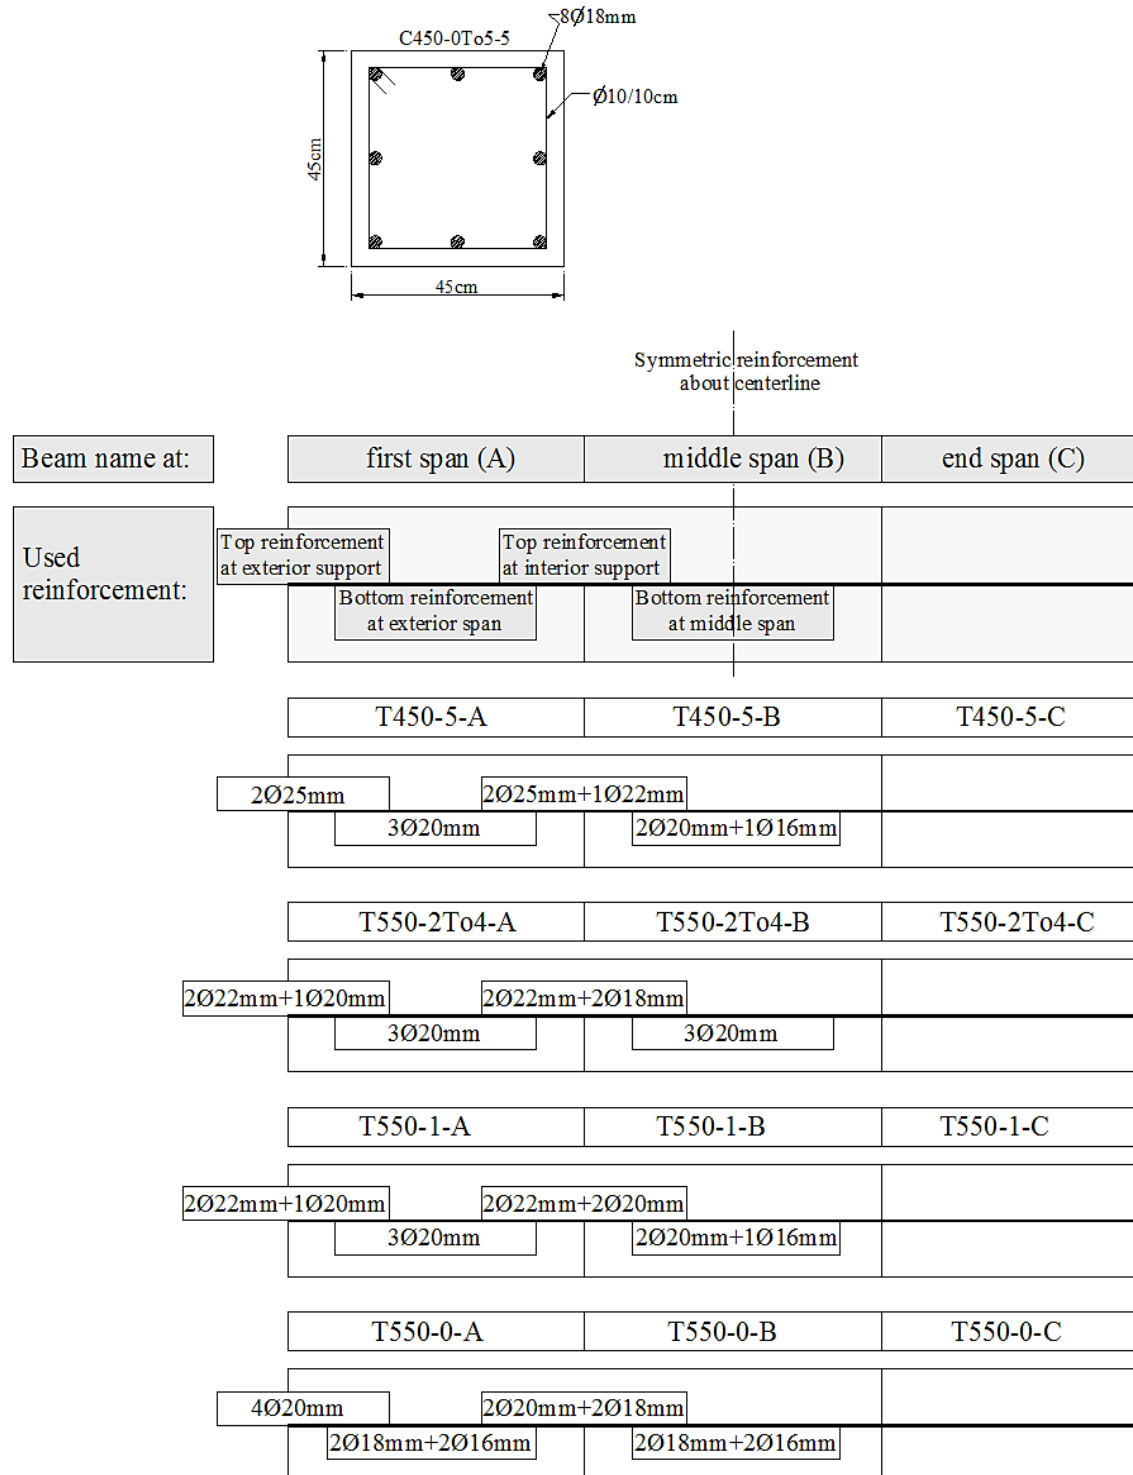 8Ø18mm
C450-0To5-5
Ø10/10cm
45cm
45cm
Symmetric reinforcement
about centerline
Beam name at:
first span (A)
middle span (B)
end span (C)
Used
reinforcement:
Top reinforcement
at exterior support
Top reinforcement
at interior support
Bottom reinforcement
at exterior span
Bottom reinforcement
at middle span
T450-5-A
T450-5-B
T450-5-C
2Ø25mm
2Ø25mm+1Ø22mm
3Ø20mm
2Ø20mm+1Ø16mm
T550-2To4-A
T550-2To4-B
T550-2To4-C
2Ø22mm+1Ø20mm
2Ø22mm+2Ø18mm
3Ø20mm
3Ø20mm
T550-1-A
T550-1-B
T550-1-C
2Ø22mm+1Ø20mm
2Ø22mm+2Ø20mm
3Ø20mm
2Ø20mm+1Ø16mm
T550-0-A
T550-0-B
T550-0-C
4Ø20mm
2Ø20mm+2Ø18mm
2Ø18mm+2Ø16mm
2Ø18mm+2Ø16mm